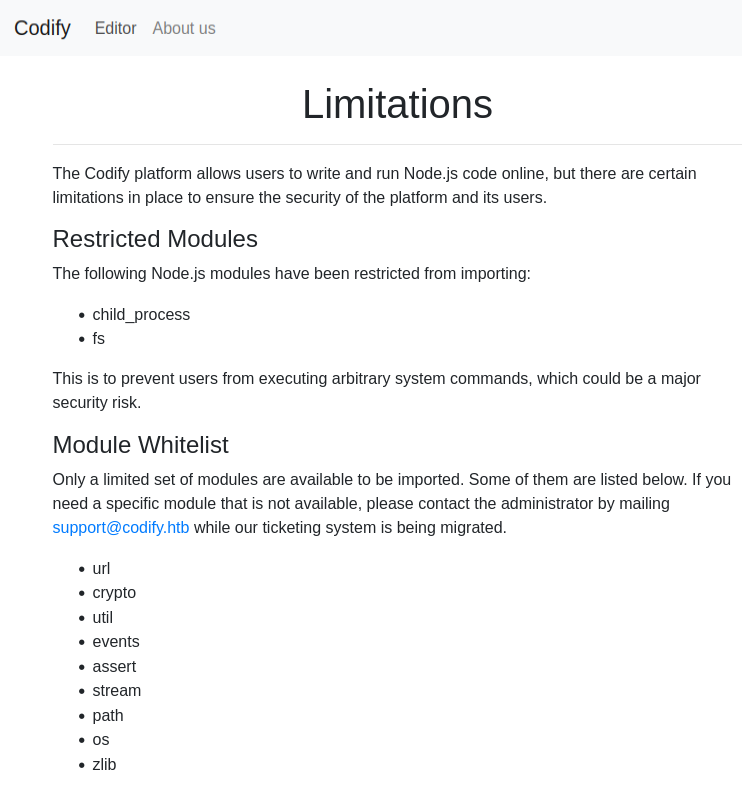 Codify Editor About us
Limitations
The Codify platform allows users to write and run Node.js code online, but there are certain
limitations in place to ensure the security of the platform and its users.
Restricted Modules
The following Node.js modules have been restricted from importing:
• child_process
• fs
This is to prevent users from executing arbitrary system commands, which could be a major
security risk.
Module Whitelist
Only a limited set of modules are available to be imported. Some of them are listed below. If you
need a specific module that is not available, please contact the administrator by mailing
support@codify.htb while our ticketing system is being migrated.
• url
• crypto
• util
• events
• assert
• stream
• path
• os
• zlib